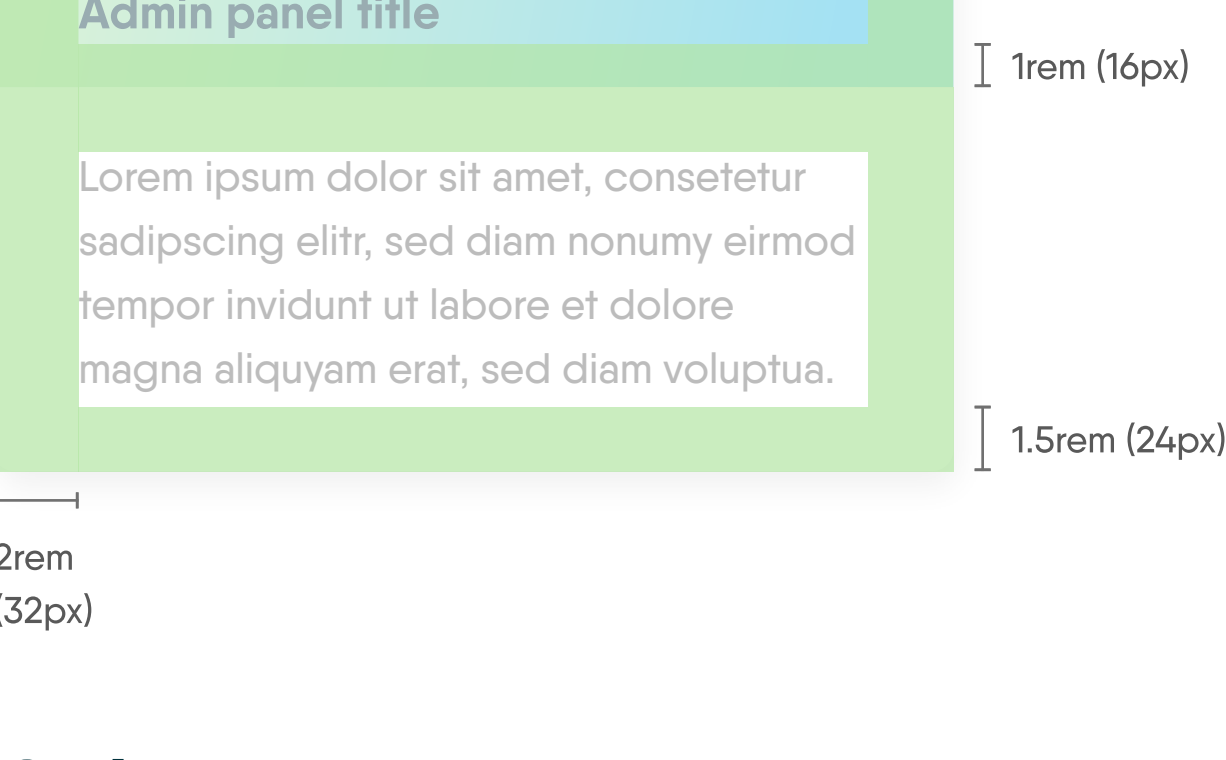 Admin panel title
1rem (16px)
Lorem ipsum dolor sit amet, consetetur
sadipscing elitr, sed diam nonumy eirmod
tempor invidunt ut labore et dolore
magna aliquyam erat, sed diam voluptua.
1.5rem (24px)
2rem
(32px)